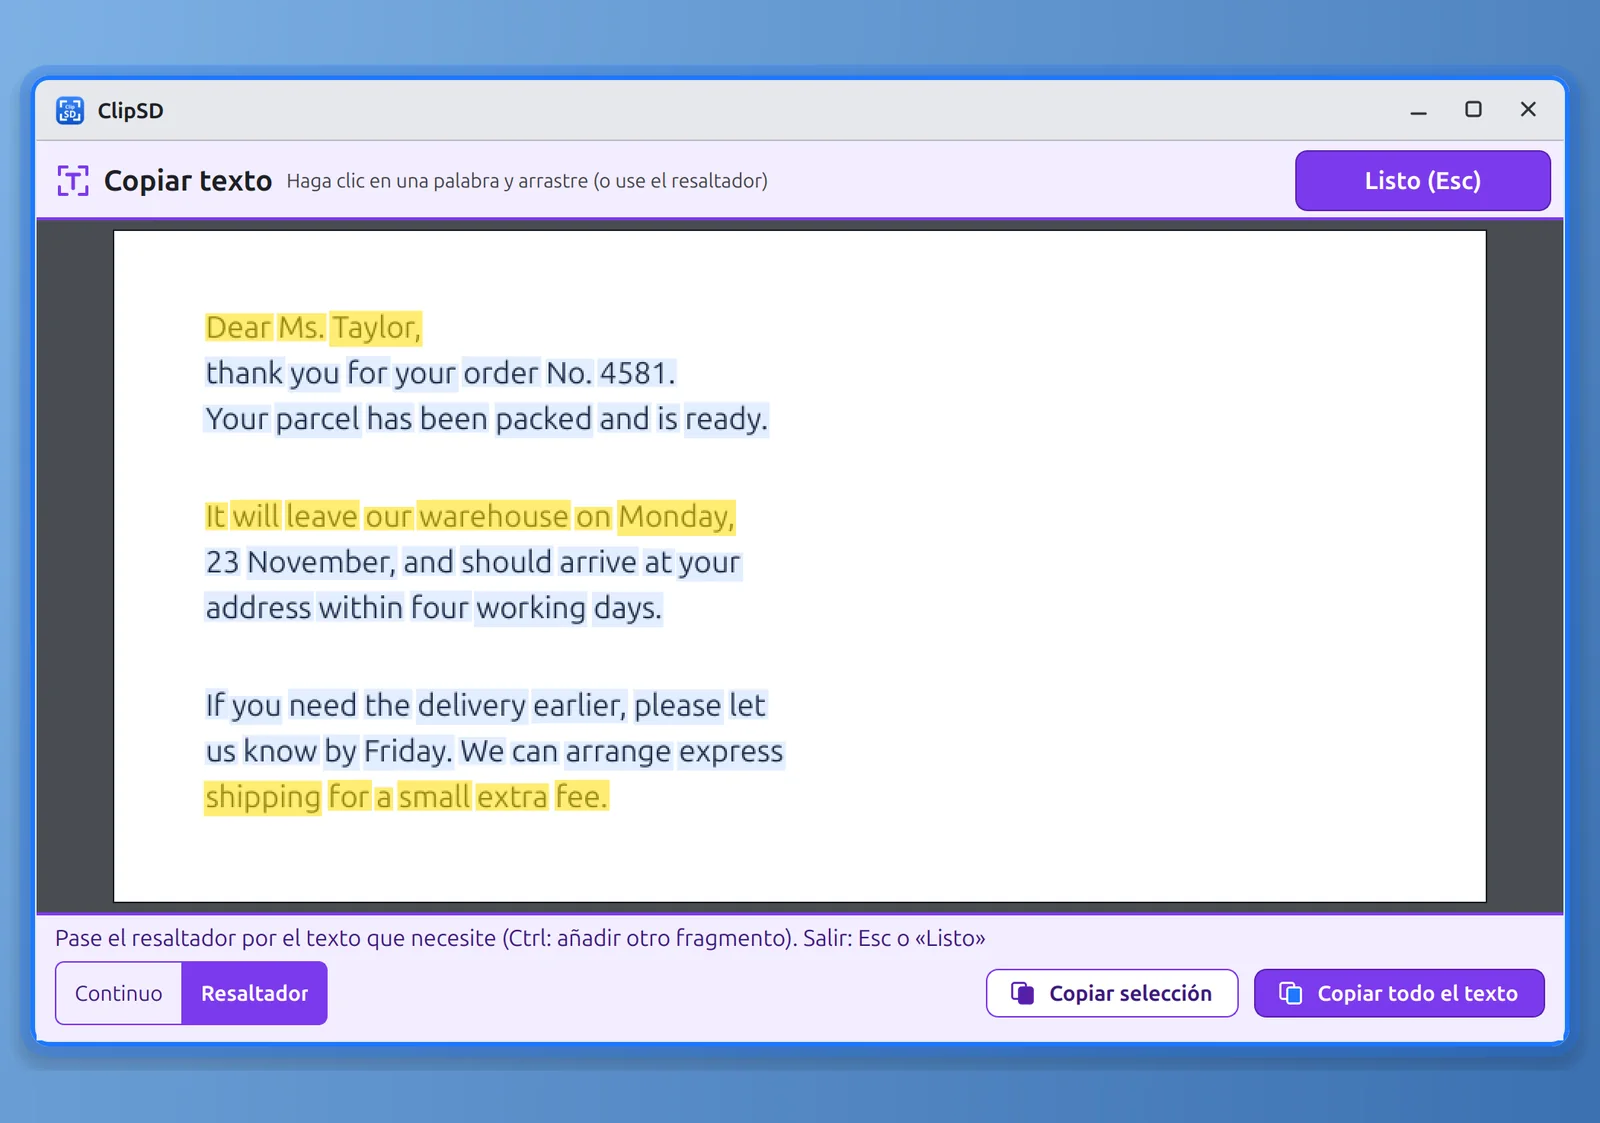 ClipSD
Copiar texto Haga clic en una palabra y arrastre (o use el resaltador)
Listo (Esc)
Dear Ms. Taylor,
thank you for your order No. 4581.
Your parcel has been packed and is ready.
It will leave our warehouse on Monday,
23 November, and should arrive at your
address within four working days.
If you need the delivery earlier, please let
us know by Friday. We can arrange express
shipping for a small extra fee.
Pase el resaltador por el texto que necesite (Ctrl: añadir otro fragmento). Salir: Esc o «Listo»
Continuo Resaltador
Copiar selección Copiar todo el texto